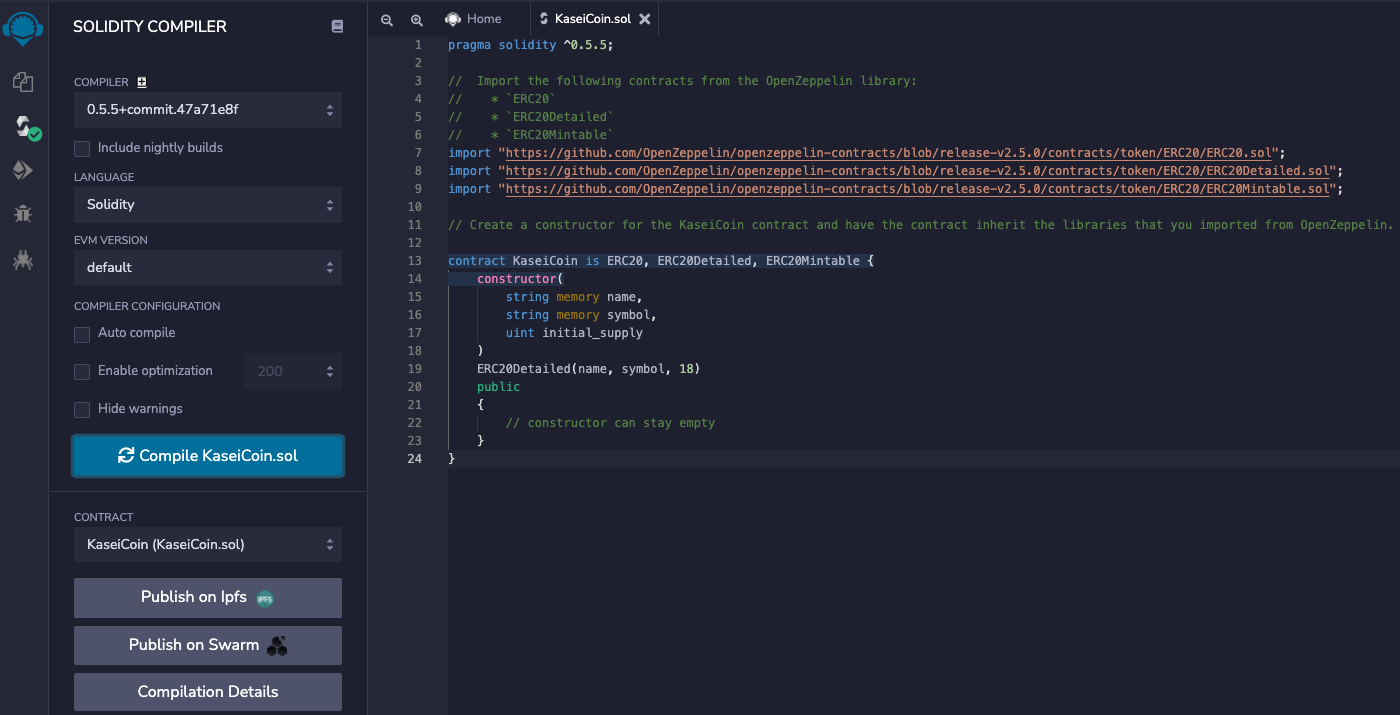 SOLIDITY COMPILER
COMPILER
0.5.5+commit.47a71e8f
Include nightly builds
LANGUAGE
Solidity
EVM VERSION
default
COMPILER CONFIGURATION
Auto compile
Enable optimization
200
Hide warnings
Compile KaseiCoin.sol
CONTRACT
KaseiCoin (KaseiCoin.sol)
Publish on Ipfs
IPFS
Publish on Swarm
Compilation Details
Home
KaseiCoin.sol
1 pragma solidity ^0.5.5;
2
3 //  Import the following contracts from the OpenZeppelin library:
4 //    * `ERC20`
5 //    * `ERC20Detailed`
6 //    * `ERC20Mintable`
7 import "https://github.com/OpenZeppelin/openzeppelin-contracts/blob/release-v2.5.0/contracts/token/ERC20/ERC20.sol";
8 import "https://github.com/OpenZeppelin/openzeppelin-contracts/blob/release-v2.5.0/contracts/token/ERC20/ERC20Detailed.sol";
9 import "https://github.com/OpenZeppelin/openzeppelin-contracts/blob/release-v2.5.0/contracts/token/ERC20/ERC20Mintable.sol";
10
11 // Create a constructor for the KaseiCoin contract and have the contract inherit the libraries that you imported from OpenZeppelin.
12
13 contract KaseiCoin is ERC20, ERC20Detailed, ERC20Mintable {
14     constructor(
15         string memory name,
16         string memory symbol,
17         uint initial_supply
18     )
19     ERC20Detailed(name, symbol, 18)
20     public
21     {
22         // constructor can stay empty
23     }
24 }